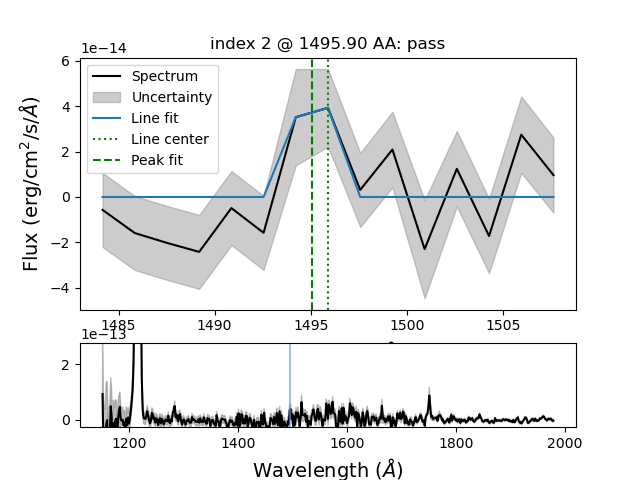 index 2 @ 1495.90 AA: pass
1e−14
6
4
2
0
−2
−4
Flux (erg/cm²/s/Å)
Spectrum
Uncertainty
Line fit
Line center
Peak fit
1485
1490
1495
1500
1505
1e−13
2
0
1200
1400
1600
1800
2000
Wavelength (Å)